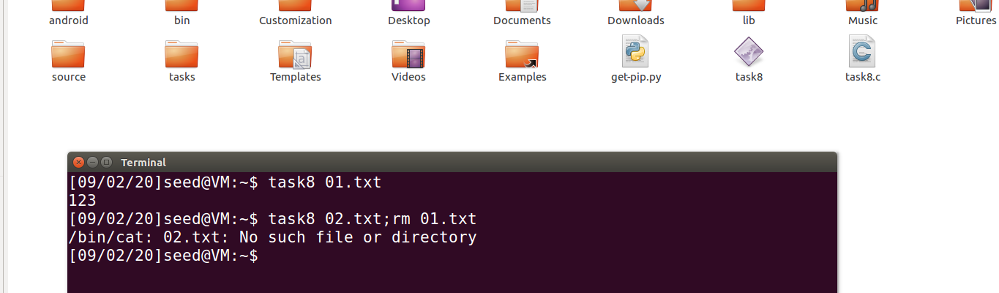 android bin Customization Desktop Documents Downloads lib Music Pictures
source tasks Templates Videos Examples get-pip.py task8 task8.c
Terminal
[09/02/20]seed@VM:~$ task8 01.txt
123
[09/02/20]seed@VM:~$ task8 02.txt;rm 01.txt
/bin/cat: 02.txt: No such file or directory
[09/02/20]seed@VM:~$